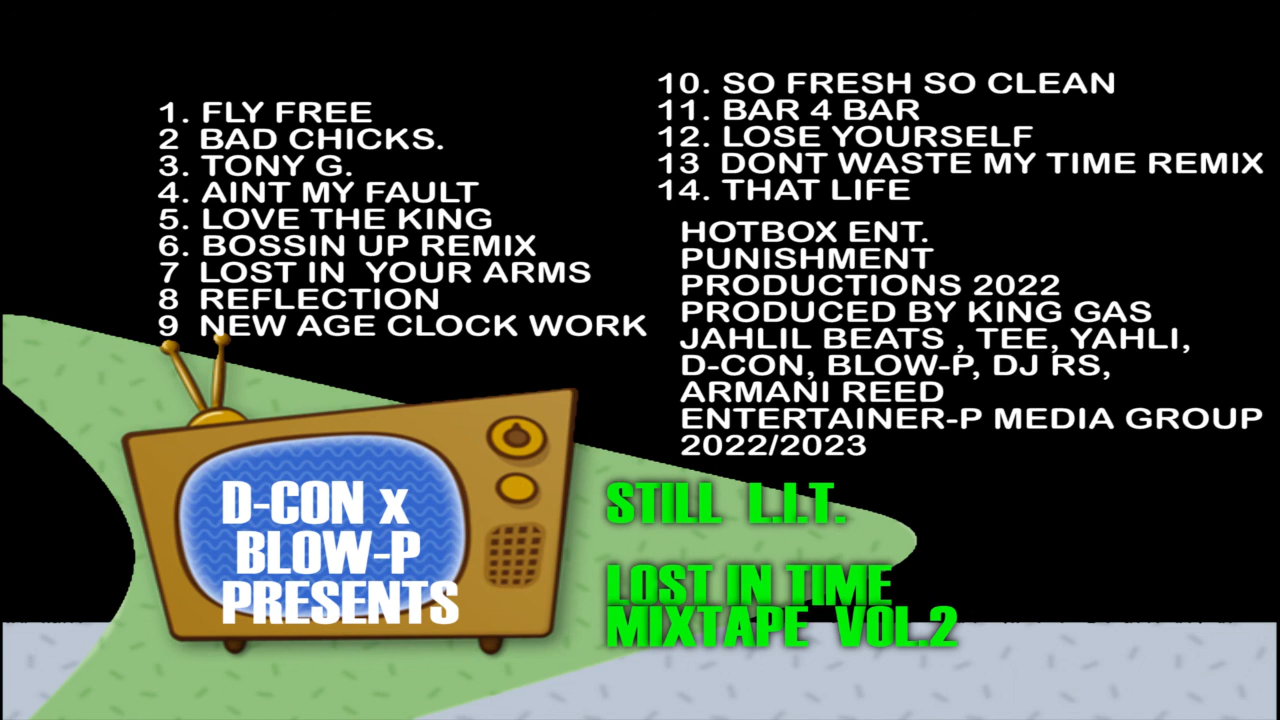 1. FLY FREE
2 BAD CHICKS.
3. TONY G.
4. AINT MY FAULT
5. LOVE THE KING
6. BOSSIN UP REMIX
7 LOST IN YOUR ARMS
8 REFLECTION
9 NEW AGE CLOCK WORK
10. SO FRESH SO CLEAN
11. BAR 4 BAR
12. LOSE YOURSELF
13 DONT WASTE MY TIME REMIX
14. THAT LIFE
HOTBOX ENT.
PUNISHMENT
PRODUCTIONS 2022
PRODUCED BY KING GAS
JAHLIL BEATS , TEE, YAHLI,
D-CON, BLOW-P, DJ RS,
ARMANI REED
ENTERTAINER-P MEDIA GROUP
2022/2023
D-CON x
BLOW-P
PRESENTS
STILL L.I.T.
LOST IN TIME
MIXTAPE VOL.2